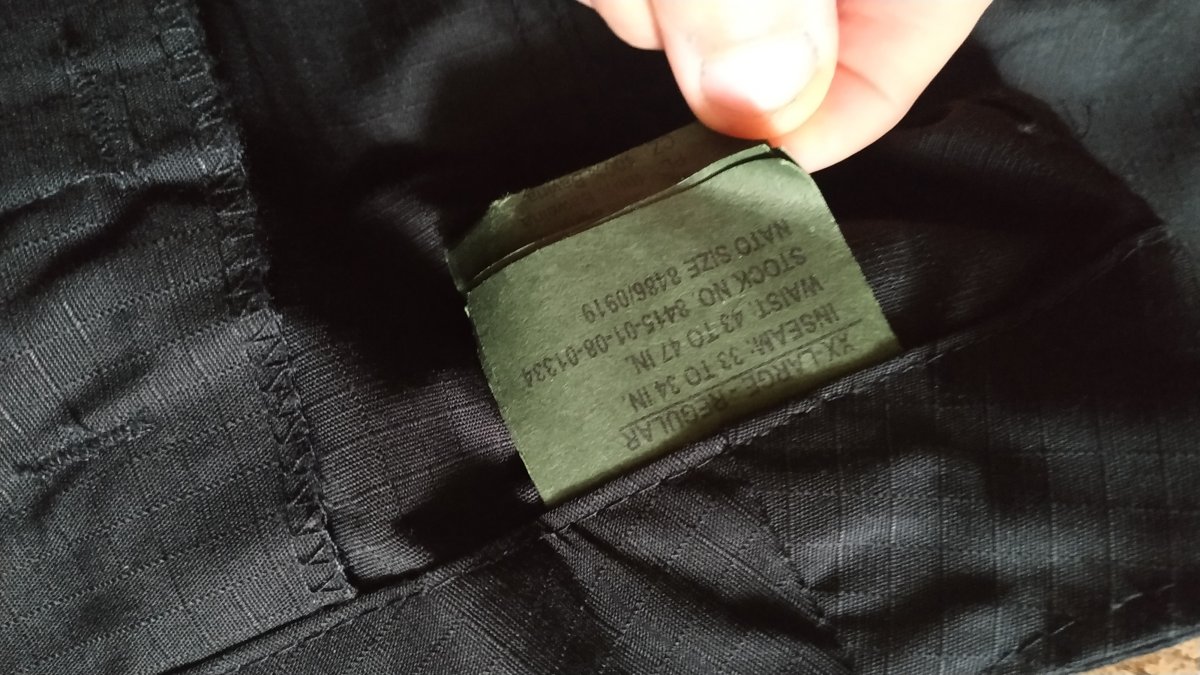 XX-LARGE - REGULAR
INSEAM: 33 TO 34 IN.
WAIST. 43 TO 47 IN.
STOCK NO. 8415-01-08-01334
NATO SIZE 8486/0919